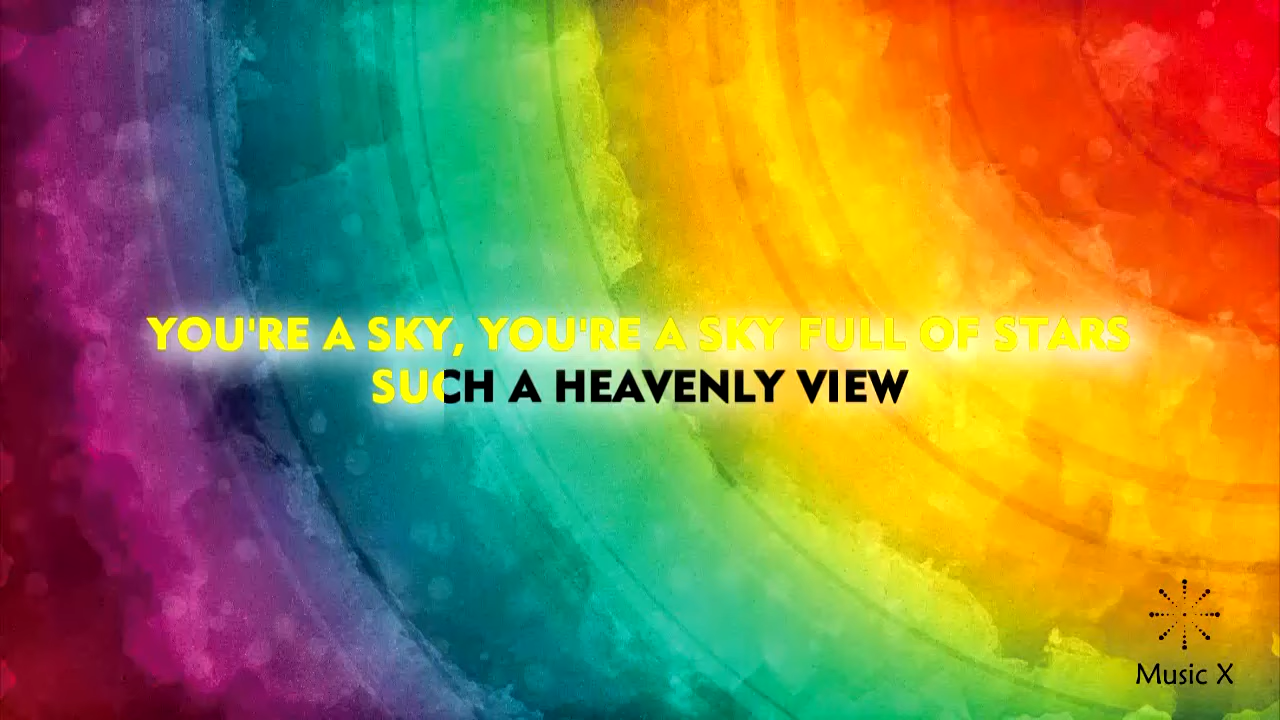 YOU'RE A SKY, YOU'RE A SKY FULL OF STARS
SUCH A HEAVENLY VIEW
Music X